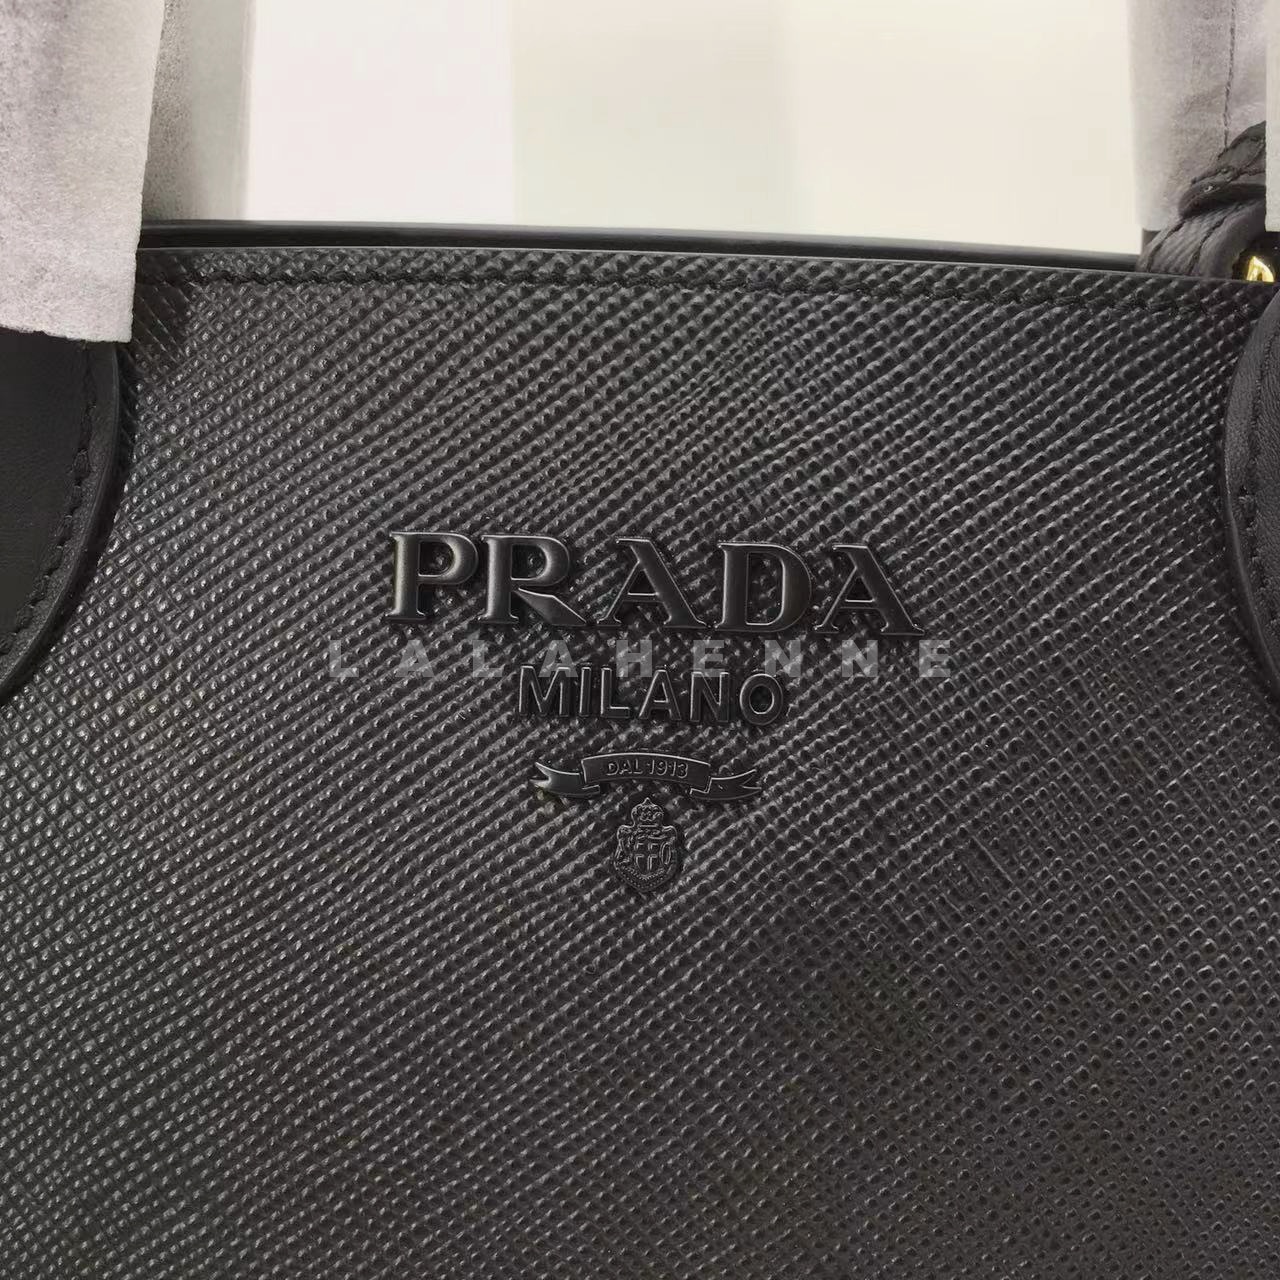 PRADA
LALAHENNE
MILANO
DAL 1913